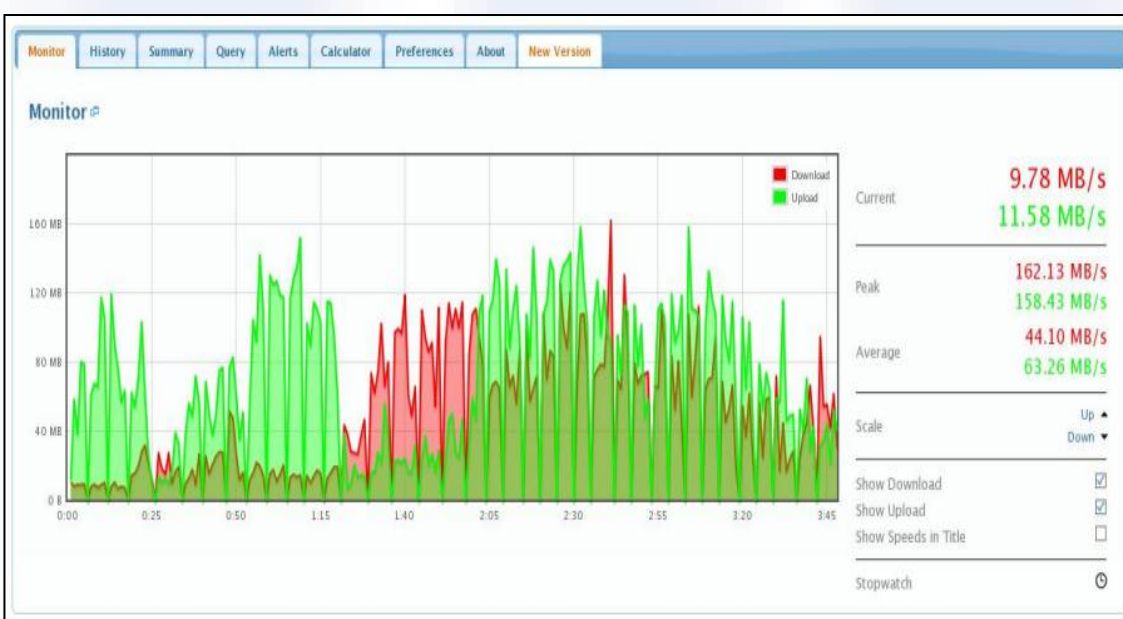 Monitor History Summary Query Alerts Calculator Preferences About New Version
Monitor
Download
Upload
160 MB
120 MB
80 MB
40 MB
0 B
0:00 0:25 0:50 1:15 1:40 2:05 2:30 2:55 3:20 3:45
Current 9.78 MB/s
11.58 MB/s
Peak 162.13 MB/s
158.43 MB/s
Average 44.10 MB/s
63.26 MB/s
Scale Up
Down
Show Download
Show Upload
Show Speeds in Title
Stopwatch